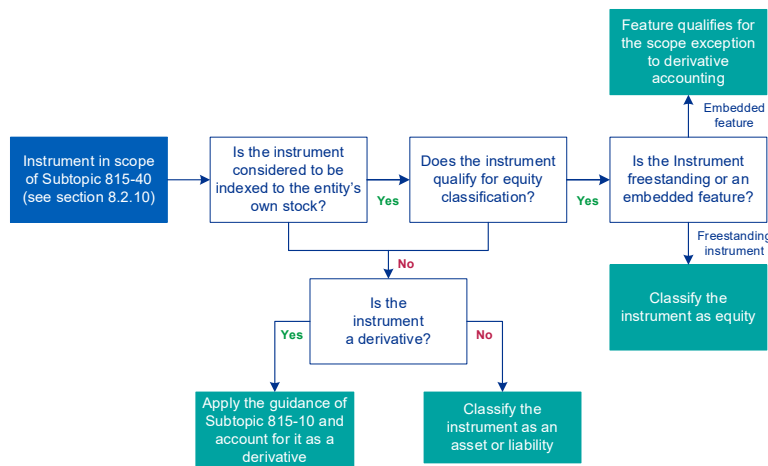 Feature qualifies for
the scope exception
to derivative
accounting
Embedded
feature
Instrument in scope
of Subtopic 815-40
(see section 8.2.10)
Is the instrument
considered to be
indexed to the entity's
own stock?
Yes
Does the instrument
qualify for equity
classification?
Yes
Is the Instrument
freestanding or an
embedded feature?
Freestanding
instrument
No
Is the
instrument
a derivative?
Classify the
instrument as equity
Yes
No
Apply the guidance of
Subtopic 815-10 and
account for it as a
derivative
Classify the
instrument as an
asset or liability